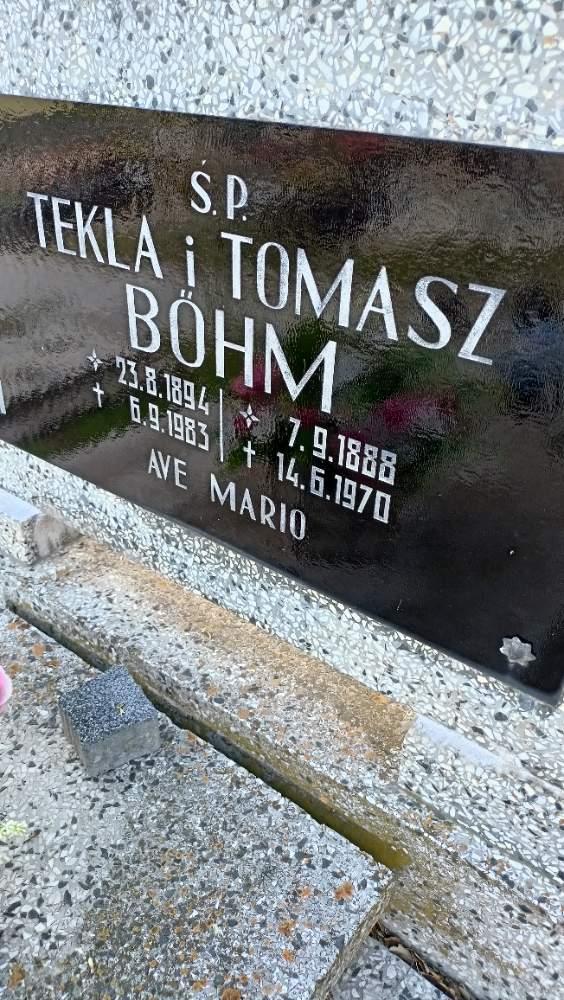 Ś.P.
TEKLA i TOMASZ
BÖHM
23.8.1894
6.9.1983
7.9.1888
14.6.1970
AVE MARIO